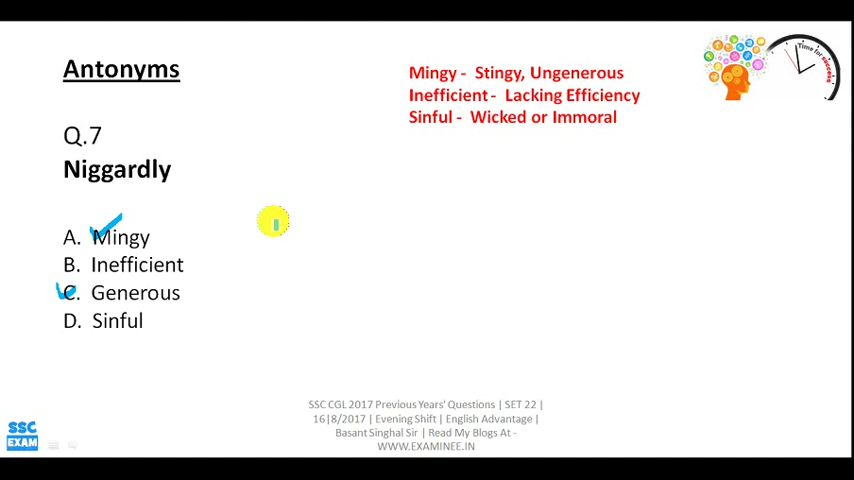 Antonyms
Q.7
Niggardly
A. Mingy
B. Inefficient
C. Generous
D. Sinful
Mingy - Stingy, Ungenerous
Inefficient - Lacking Efficiency
Sinful - Wicked or Immoral
Time for success
SSC CGL 2017 Previous Years' Questions | SET 22 |
16|8/2017 | Evening Shift | English Advantage |
Basant Singhal Sir | Read My Blogs At -
WWW.EXAMINEE.IN
SSC
EXAM